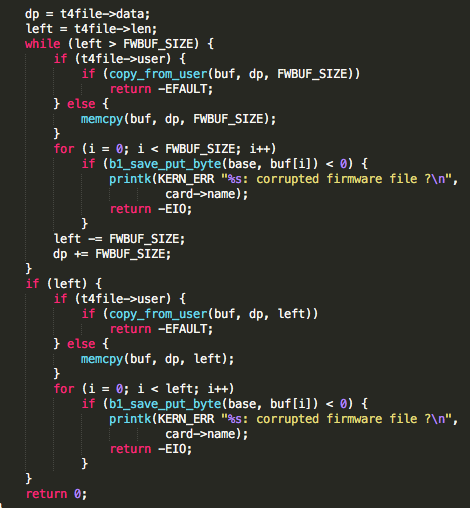 dp = t4file->data;
left = t4file->len;
while (left > FWBUF_SIZE) {
if (t4file->user) {
if (copy_from_user(buf, dp, FWBUF_SIZE))
return -EFAULT;
} else {
memcpy(buf, dp, FWBUF_SIZE);
}
for (i = 0; i < FWBUF_SIZE; i++)
if (b1_save_put_byte(base, buf[i]) < 0) {
printk(KERN_ERR "%s: corrupted firmware file ?\n",
card->name);
return -EIO;
}
left -= FWBUF_SIZE;
dp += FWBUF_SIZE;
}
if (left) {
if (t4file->user) {
if (copy_from_user(buf, dp, left))
return -EFAULT;
} else {
memcpy(buf, dp, left);
}
for (i = 0; i < left; i++)
if (b1_save_put_byte(base, buf[i]) < 0) {
printk(KERN_ERR "%s: corrupted firmware file ?\n",
card->name);
return -EIO;
}
}
return 0;